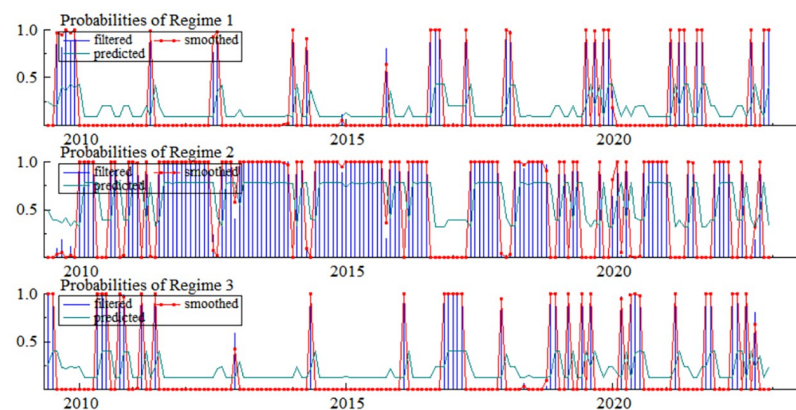 Probabilities of Regime 1
1.0
filtered smoothed
predicted
0.5
2010 2015 2020
Probabilities of Regime 2
1.0
filtered smoothed
predicted
0.5
2010 2015 2020
Probabilities of Regime 3
1.0
filtered smoothed
predicted
0.5
2010 2015 2020